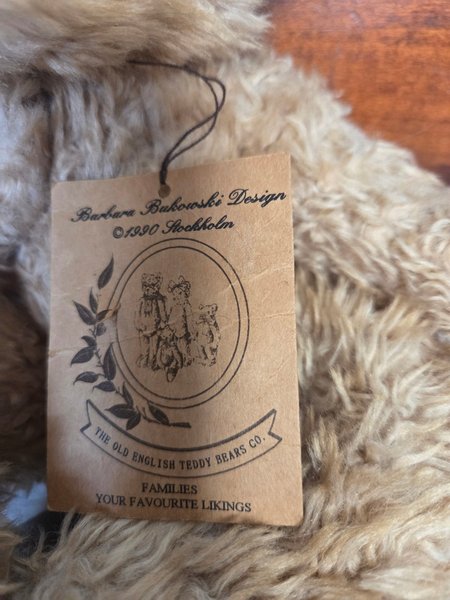 Barbara Bukowski Design
©1990 Stockholm
THE OLD ENGLISH TEDDY BEARS CO.
FAMILIES
YOUR FAVOURITE LIKINGS